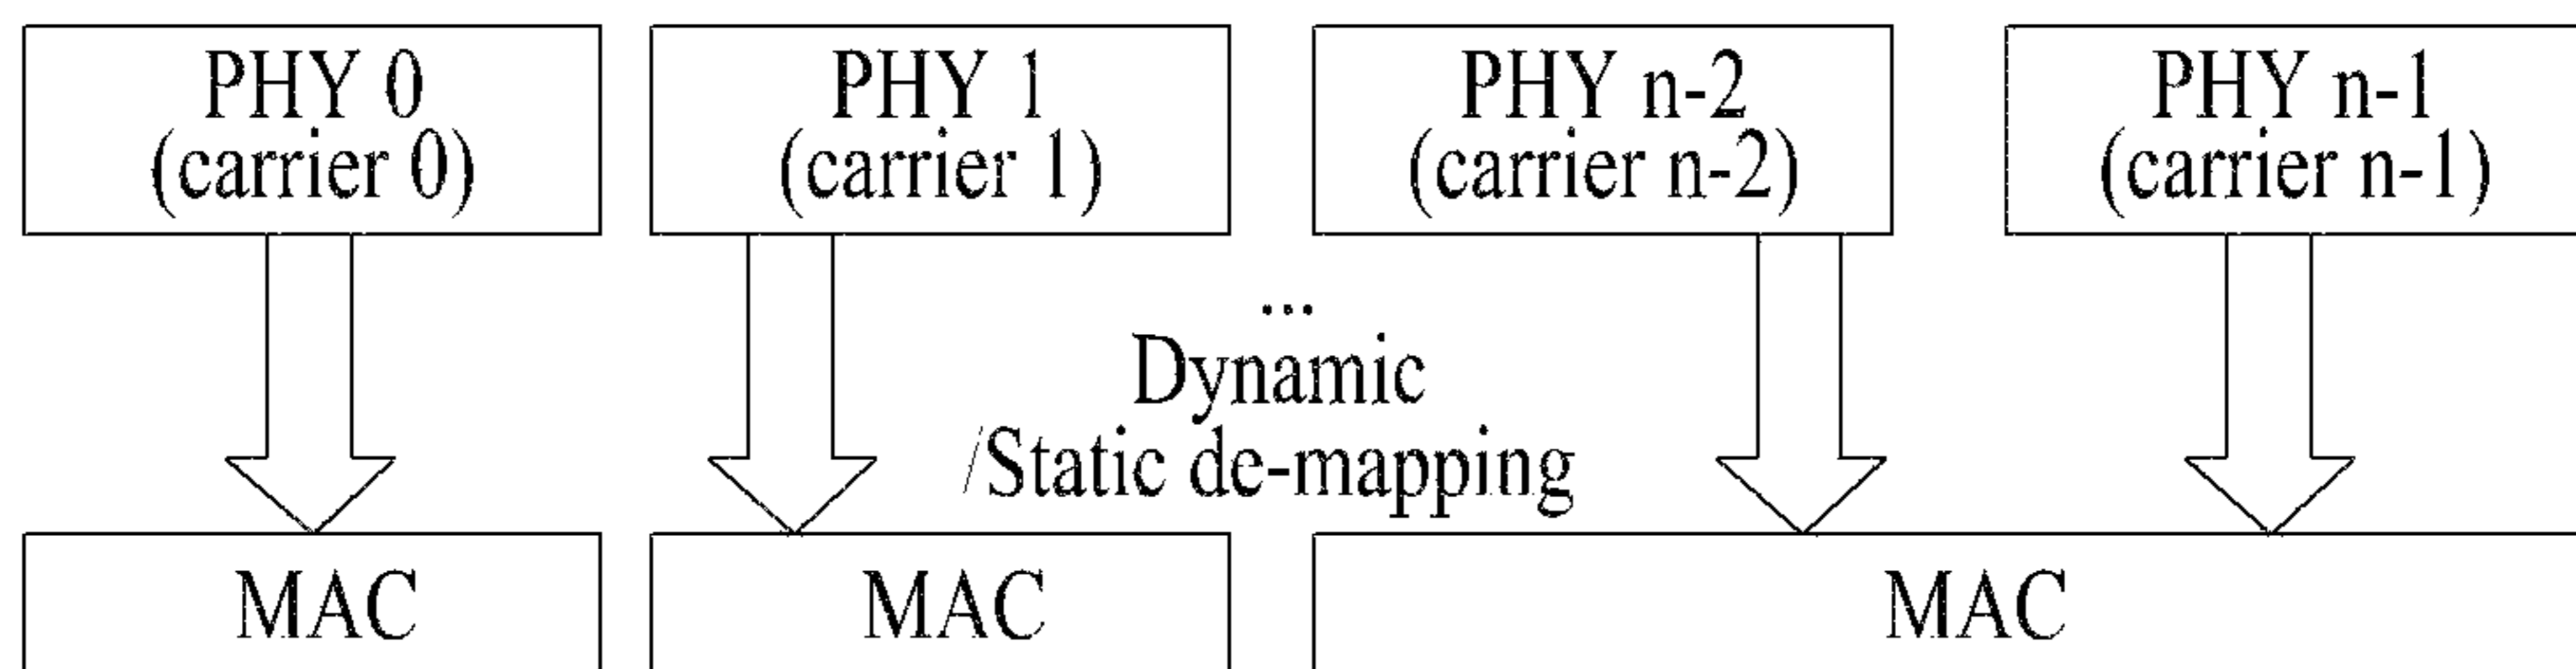 PHY 0
(carrier 0)
PHY 1
(carrier 1)
PHY n-2
(carrier n-2)
PHY n-1
(carrier n-1)
...
Dynamic
/Static de-mapping
MAC
MAC
MAC